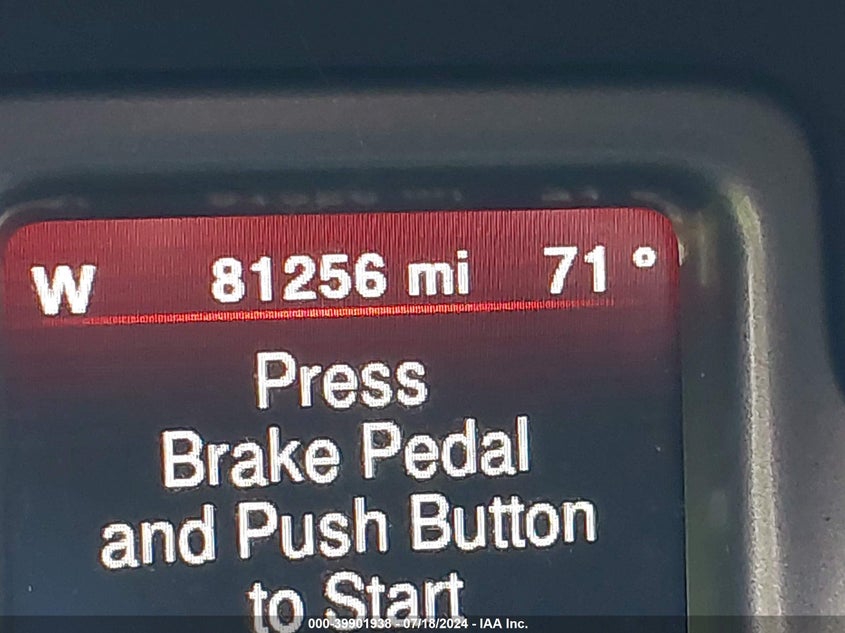 W 81256 mi 71°
Press
Brake Pedal
and Push Button
to Start
000-39901938 - 07/18/2024 - IAA Inc.